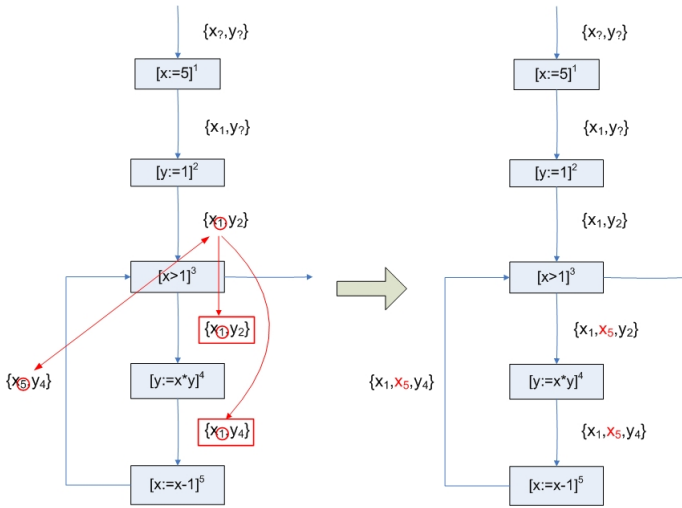 {x?,y?}
[x:=5]1
{x1,y?}
[y:=1]2
{x1,y2}
[x>1]3
{x1,y2}
{x5,y4}
[y:=x*y]4
{x1,y4}
[x:=x-1]5
{x?,y?}
[x:=5]1
{x1,y?}
[y:=1]2
{x1,y2}
[x>1]3
{x1,x5,y2}
{x1,x5,y4}
[y:=x*y]4
{x1,x5,y4}
[x:=x-1]5